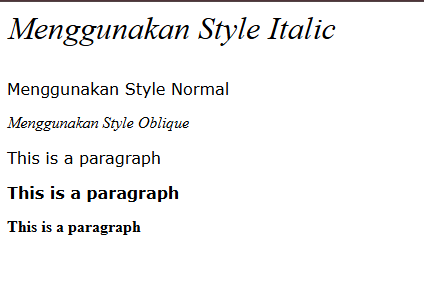 Menggunakan Style Italic
Menggunakan Style Normal
Menggunakan Style Oblique
This is a paragraph
This is a paragraph
This is a paragraph